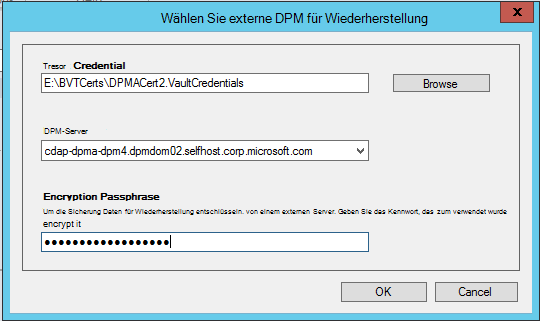 Wählen Sie externe DPM für Wiederherstellung
x
Tresor Credential
E:\BVTCerts\DPMACert2.VaultCredentials
Browse
DPM-Server
cdap-dpma-dpm4.dpmdom02.selfhost.corp.microsoft.com
Encryption Passphrase
Um die Sicherung Daten für Wiederherstellung entschlüsseln. von einem externen Server. Geben Sie das Kennwort, das zum verwendet wurde
encrypt it
●●●●●●●●●●●●●●●●●●
OK Cancel